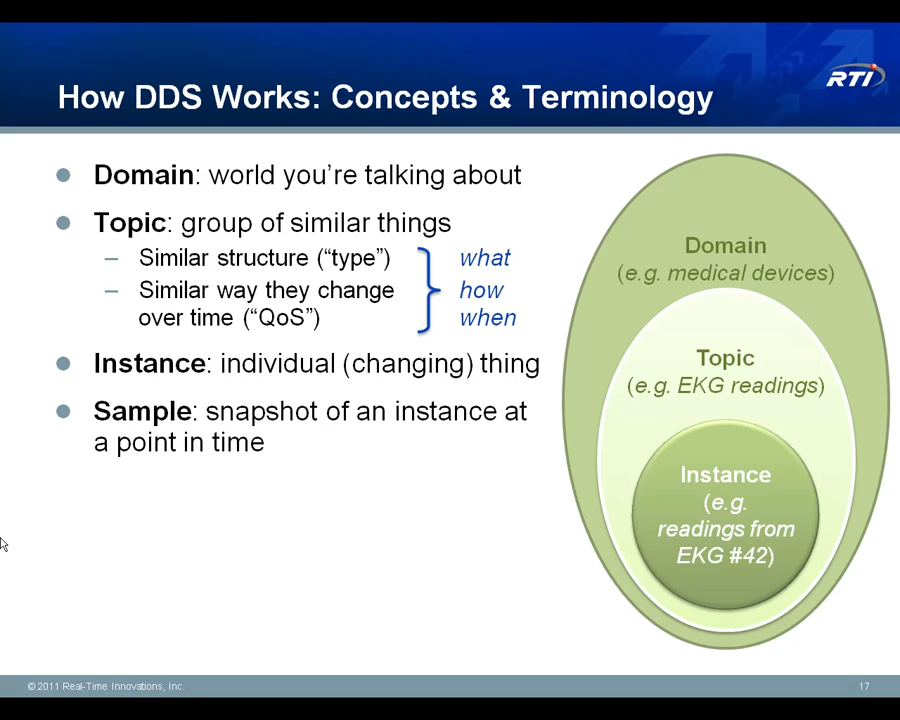 How DDS Works: Concepts & Terminology
RTI
Domain: world you're talking about
Topic: group of similar things
– Similar structure (“type”)
what
– Similar way they change
how
over time (“QoS”)
when
Instance: individual (changing) thing
Sample: snapshot of an instance at
a point in time
Domain
(e.g. medical devices)
Topic
(e.g. EKG readings)
Instance
(e.g.
readings from
EKG #42)
© 2011 Real-Time Innovations, Inc.
17